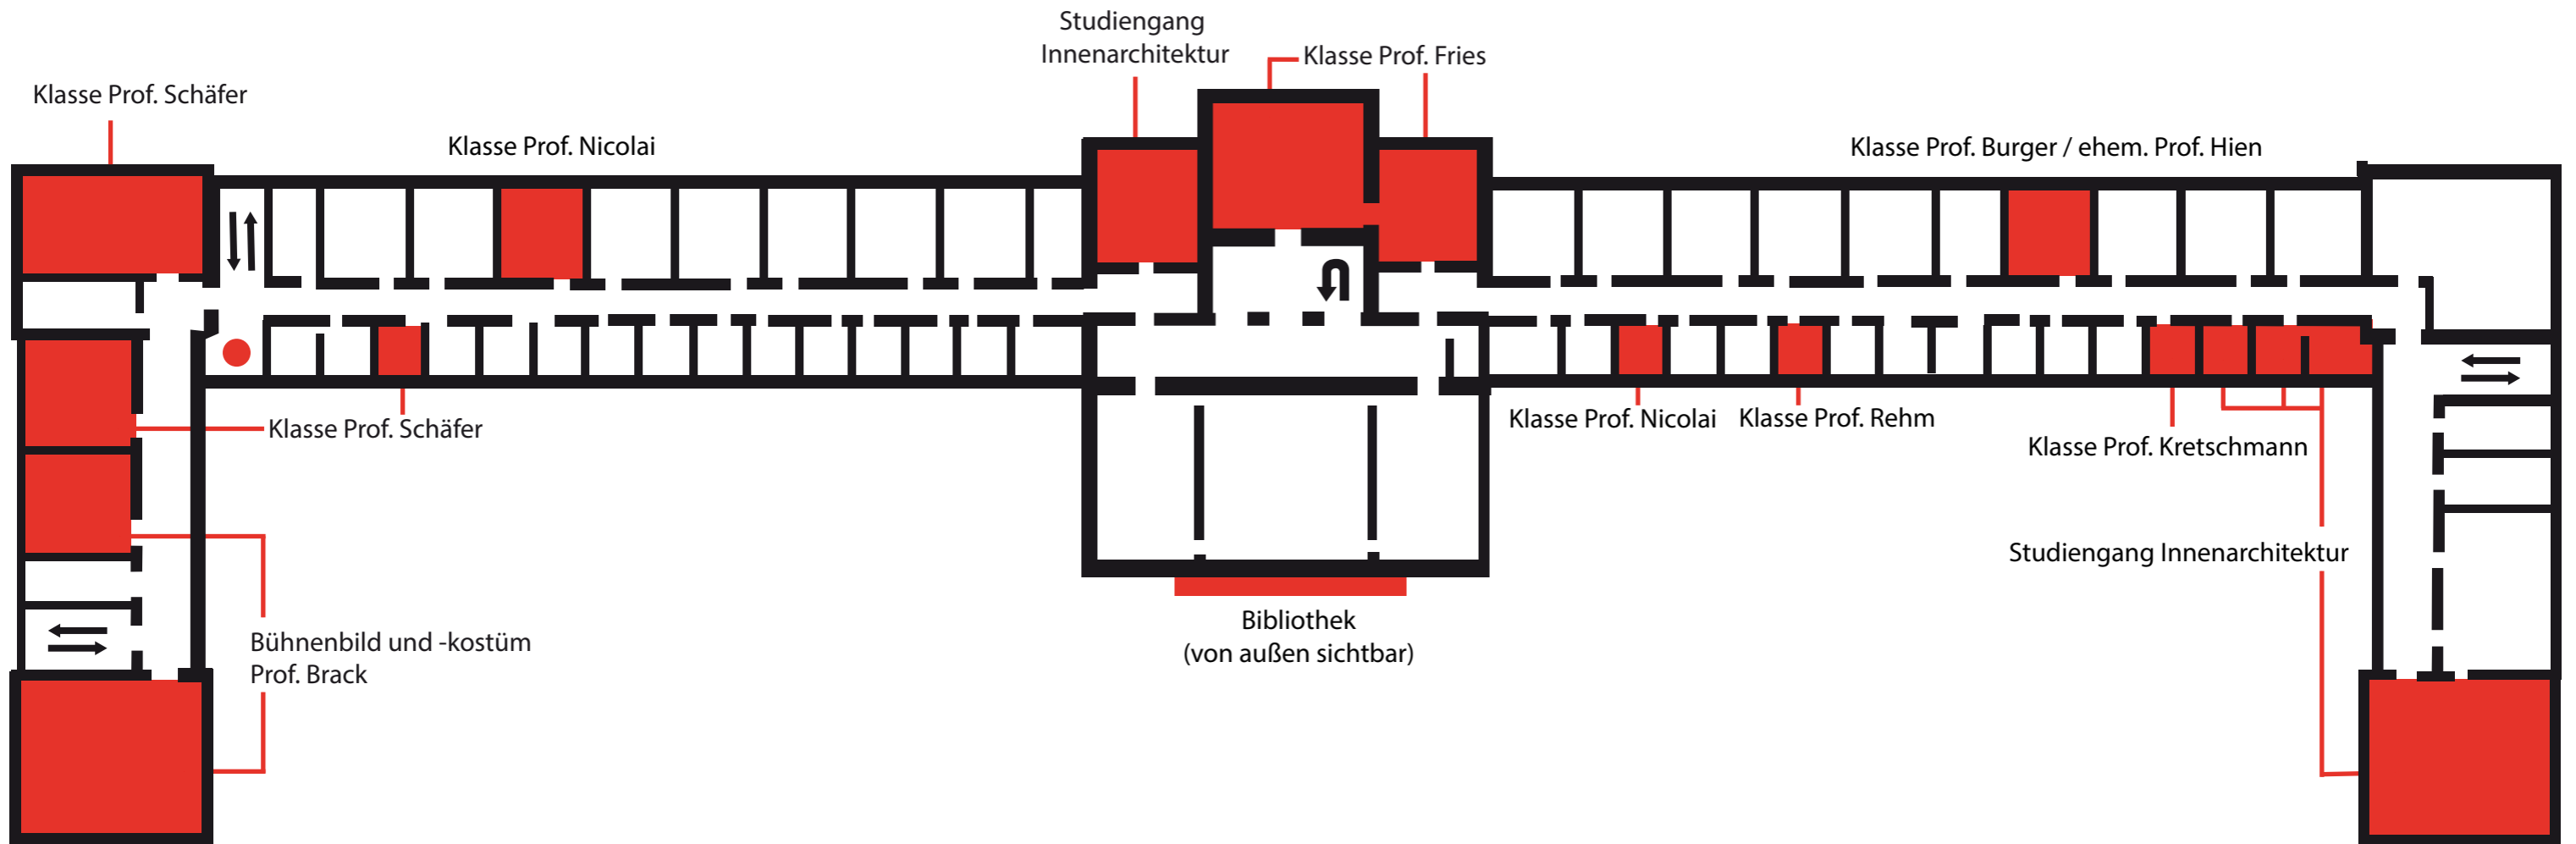 Studiengang
Innenarchitektur
Klasse Prof. Fries
Klasse Prof. Schäfer
Klasse Prof. Nicolai
Klasse Prof. Burger / ehem. Prof. Hien
Klasse Prof. Schäfer
Klasse Prof. Nicolai
Klasse Prof. Rehm
Klasse Prof. Kretschmann
Studiengang Innenarchitektur
Bibliothek
(von außen sichtbar)
Bühnenbild und -kostüm
Prof. Brack